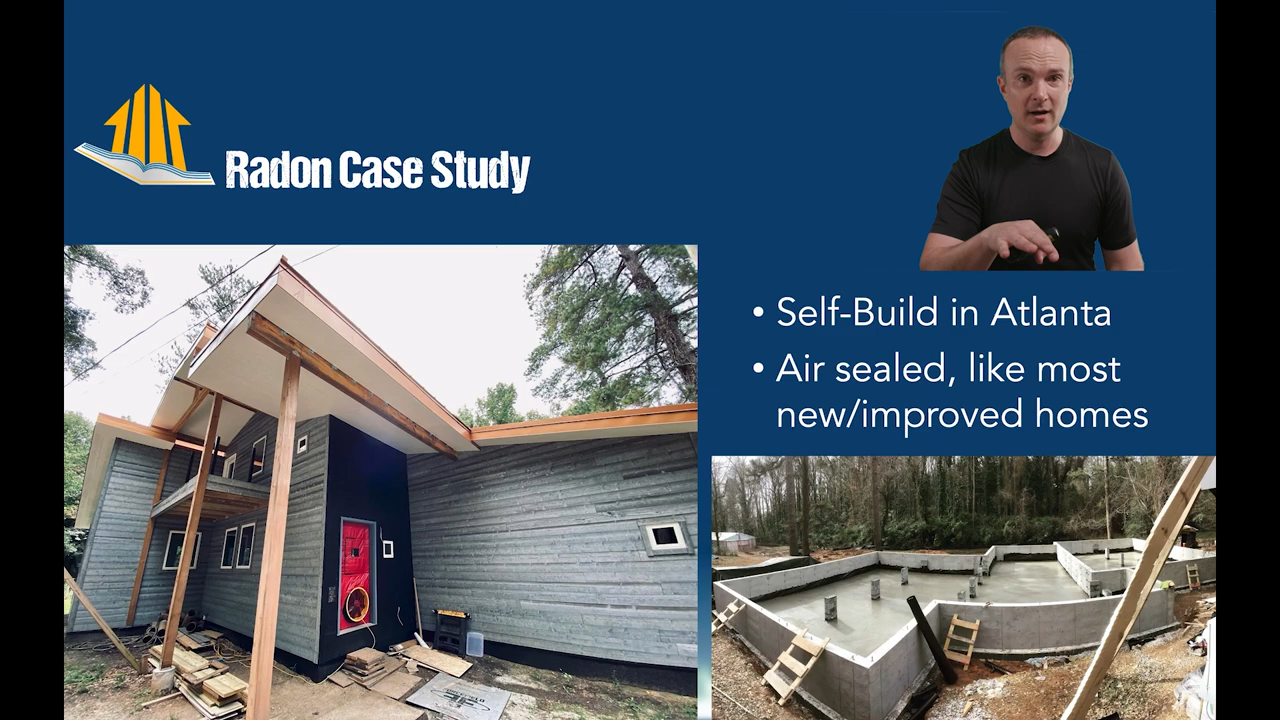 Radon Case Study
• Self-Build in Atlanta
• Air sealed, like most
new/improved homes